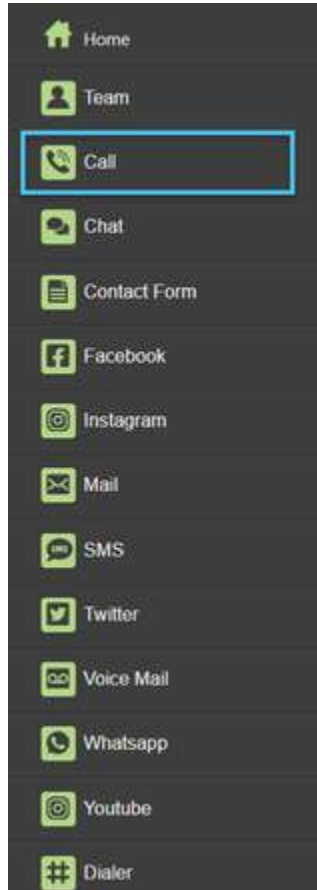 Home
Team
Call
Chat
Contact Form
Facebook
Instagram
Mail
SMS
Twitter
Voice Mail
Whatsapp
Youtube
Dialer